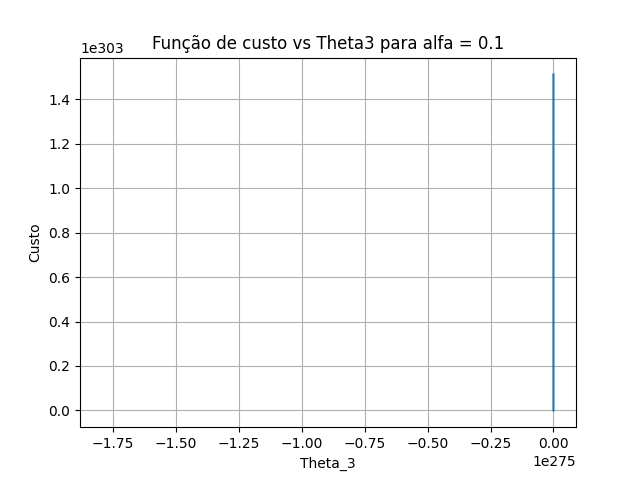 Função de custo vs Theta3 para alfa = 0.1
1e303
1.4
1.2
1.0
0.8
0.6
0.4
0.2
0.0
Custo
−1.75 −1.50 −1.25 −1.00 −0.75 −0.50 −0.25 0.00
1e275
Theta_3